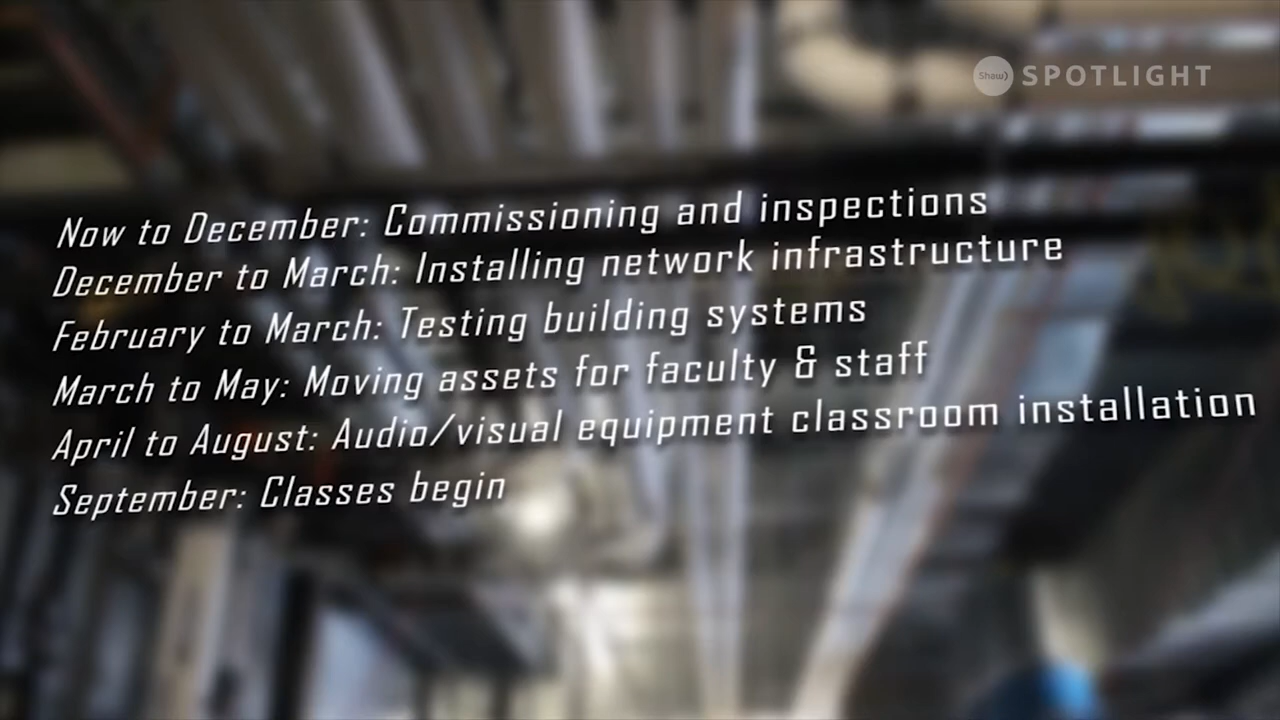 Shaw) SPOTLIGHT
Now to December: Commissioning and inspections
December to March: Installing network infrastructure
February to March: Testing building systems
March to May: Moving assets for faculty & staff
April to August: Audio/visual equipment classroom installation
September: Classes begin